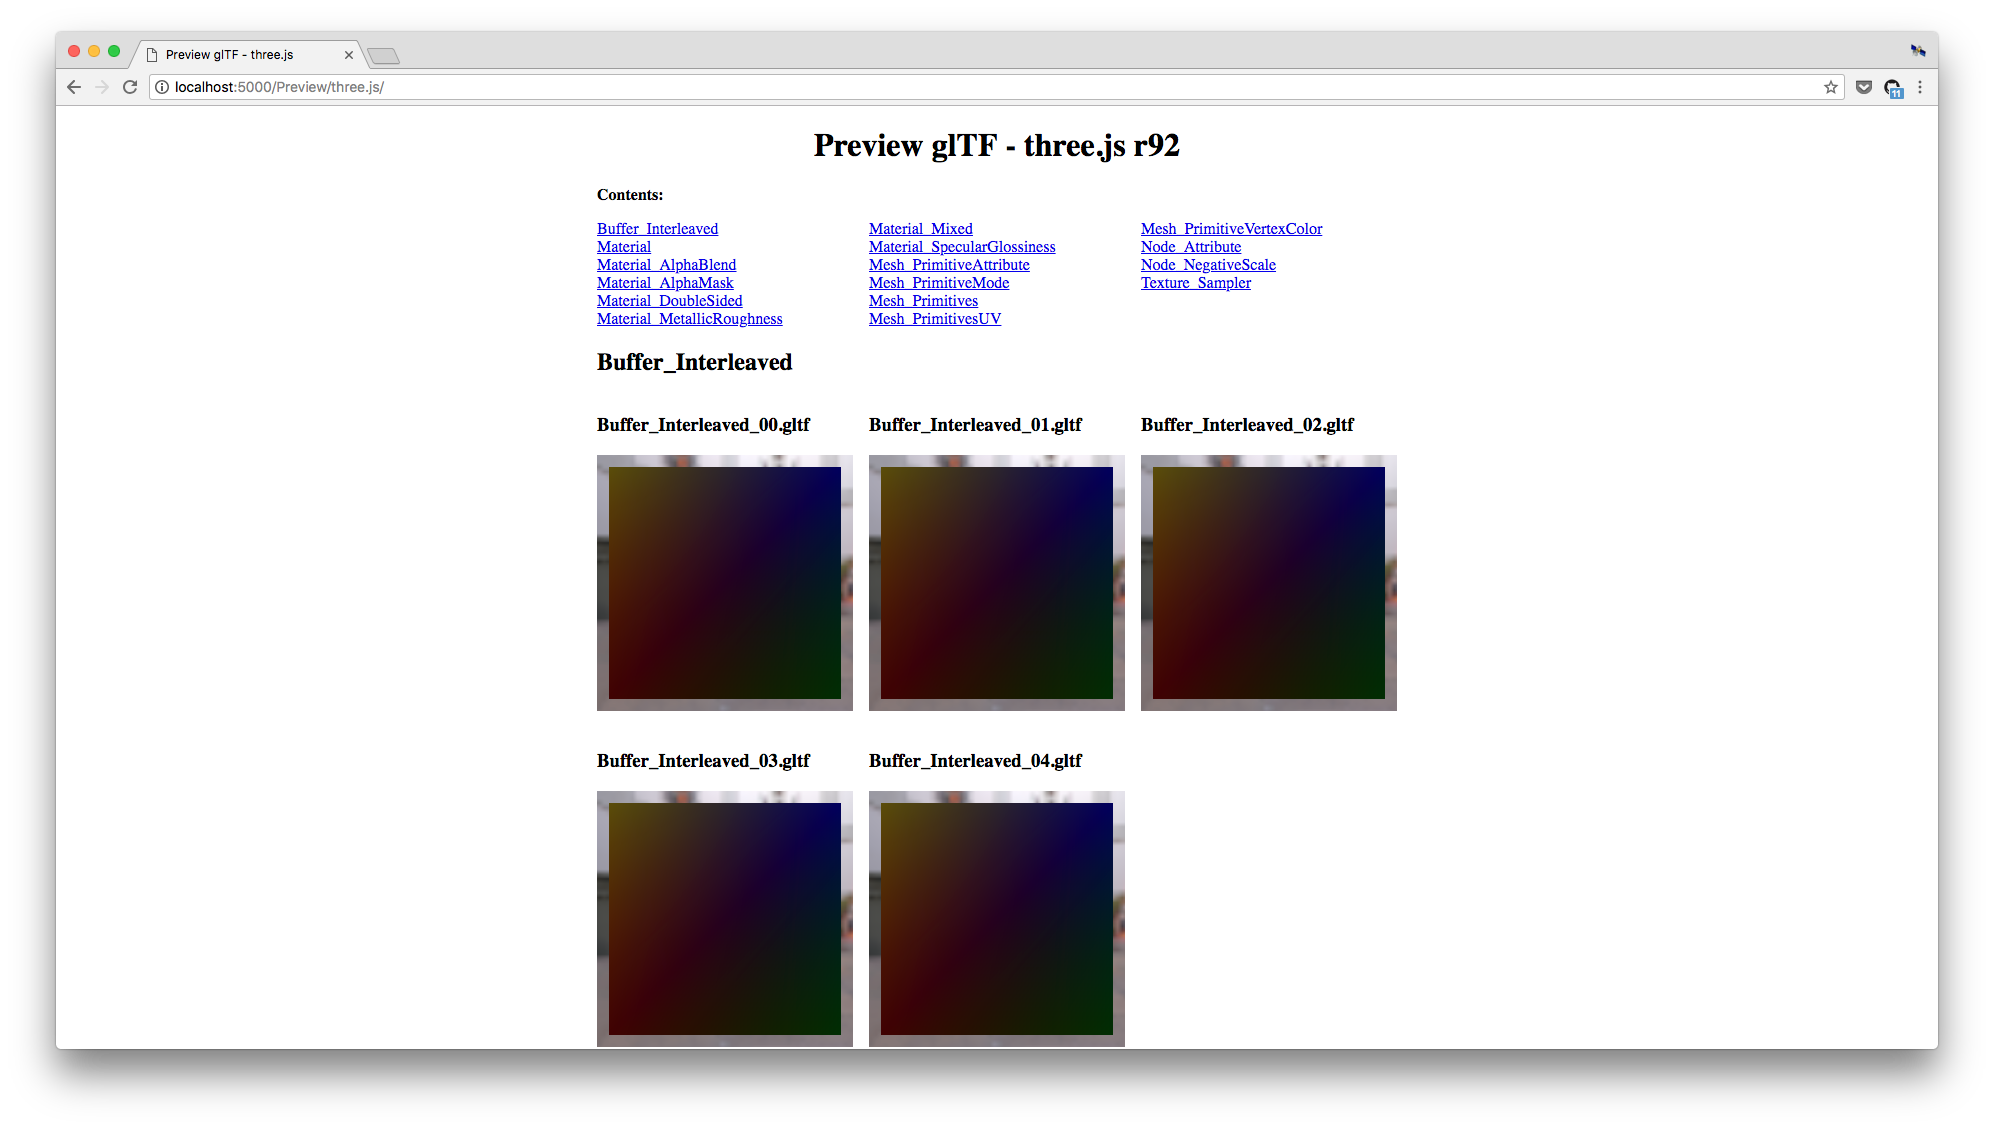 Preview glTF - three.js
localhost:5000/Preview/three.js/
11
Preview glTF - three.js r92
Contents:
Buffer_Interleaved
Material
Material_AlphaBlend
Material_AlphaMask
Material_DoubleSided
Material_MetallicRoughness
Material_Mixed
Material_SpecularGlossiness
Mesh_PrimitiveAttribute
Mesh_PrimitiveMode
Mesh_Primitives
Mesh_PrimitivesUV
Mesh_PrimitiveVertexColor
Node_Attribute
Node_NegativeScale
Texture_Sampler
Buffer_Interleaved
Buffer_Interleaved_00.gltf
Buffer_Interleaved_01.gltf
Buffer_Interleaved_02.gltf
Buffer_Interleaved_03.gltf
Buffer_Interleaved_04.gltf